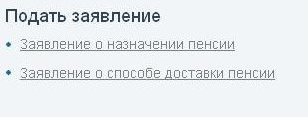 Подать заявление
Заявление о назначении пенсии
Заявление о способе доставки пенсии